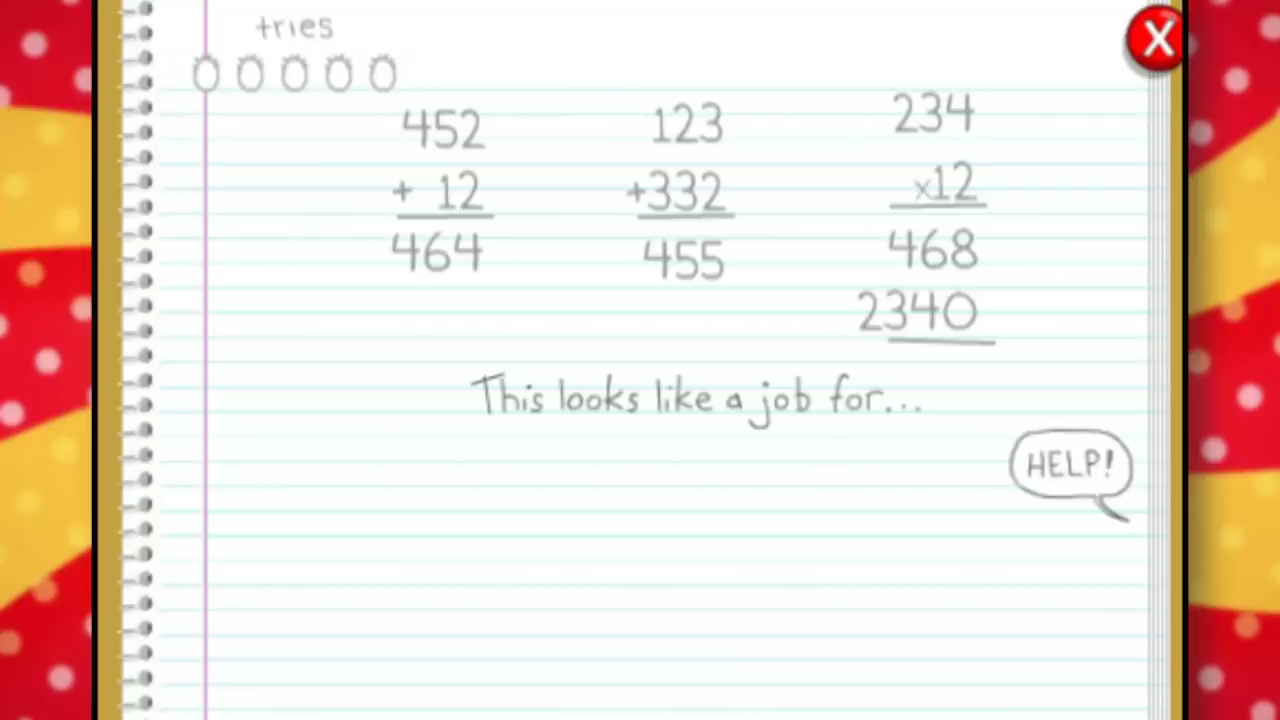 tries
X
452
+ 12
464
123
+332
455
234
x12
468
2340
This looks like a job for...
HELP!